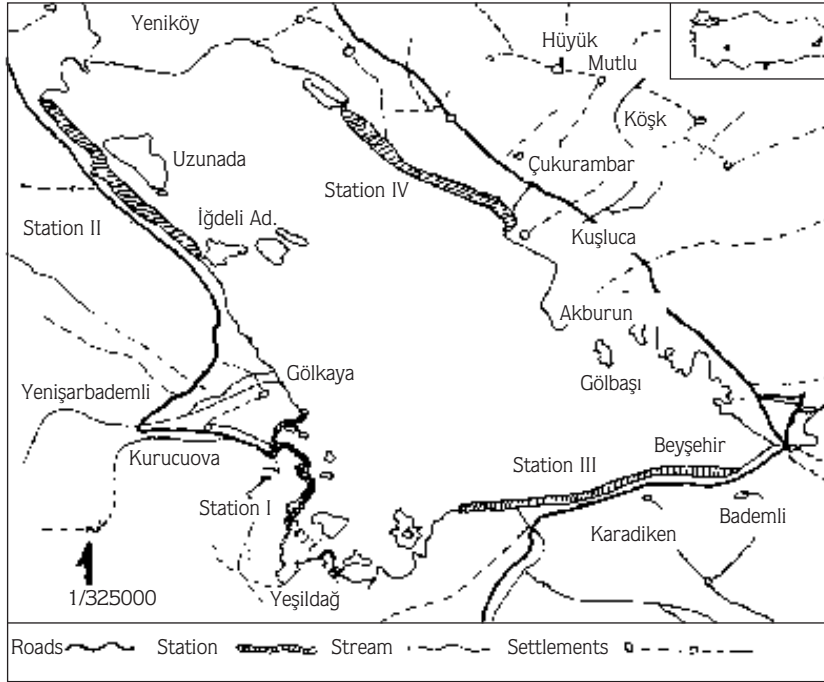 Yeniköy
Hüyük
Mutlu
Köşk
Uzunada
Çukurambar
Station IV
Station II
İğdeli Ad.
Kuşluca
Akburun
Gölkaya
Gölbaşı
Yenişarbademli
Beyşehir
Kurucuova
Station III
Station I
Karadiken
Bademli
1/325000
Yeşildağ
Roads Station Stream Settlements